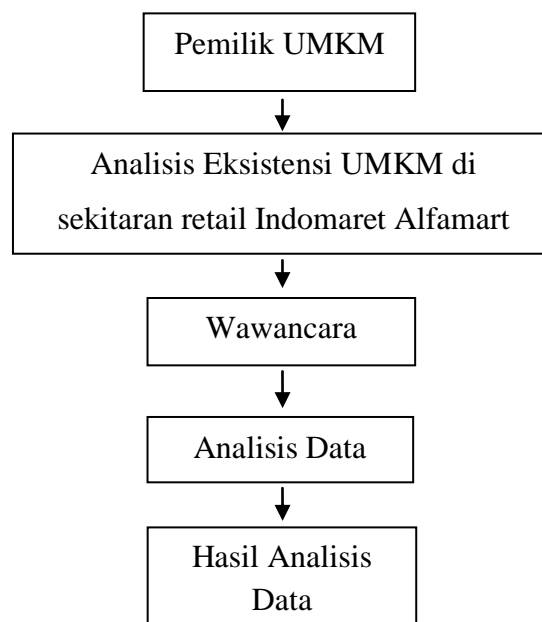 Pemilik UMKM
Analisis Eksistensi UMKM di
sekitaran retail Indomaret Alfamart
Wawancara
Analisis Data
Hasil Analisis
Data